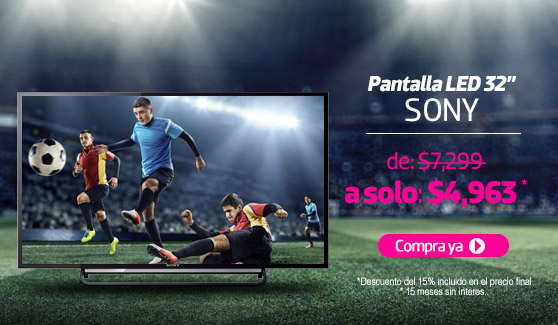 Pantalla LED 32"
SONY
de: $7,299
a solo: $4,963*
Compra ya
*Descuento del 15% incluido en el precio final
* 15 meses sin interes..
SONY